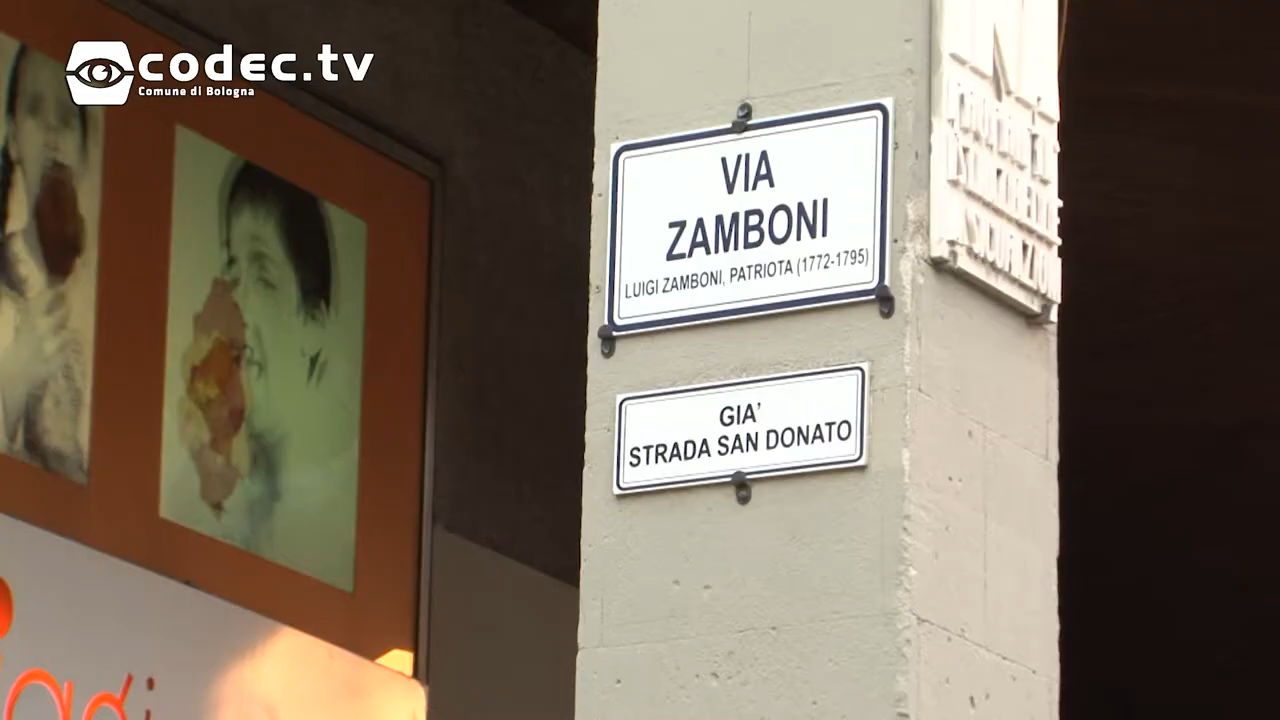 codec.tv
Comune di Bologna
VIA
ZAMBONI
LUIGI ZAMBONI, PATRIOTA (1772-1795)
GIA'
STRADA SAN DONATO